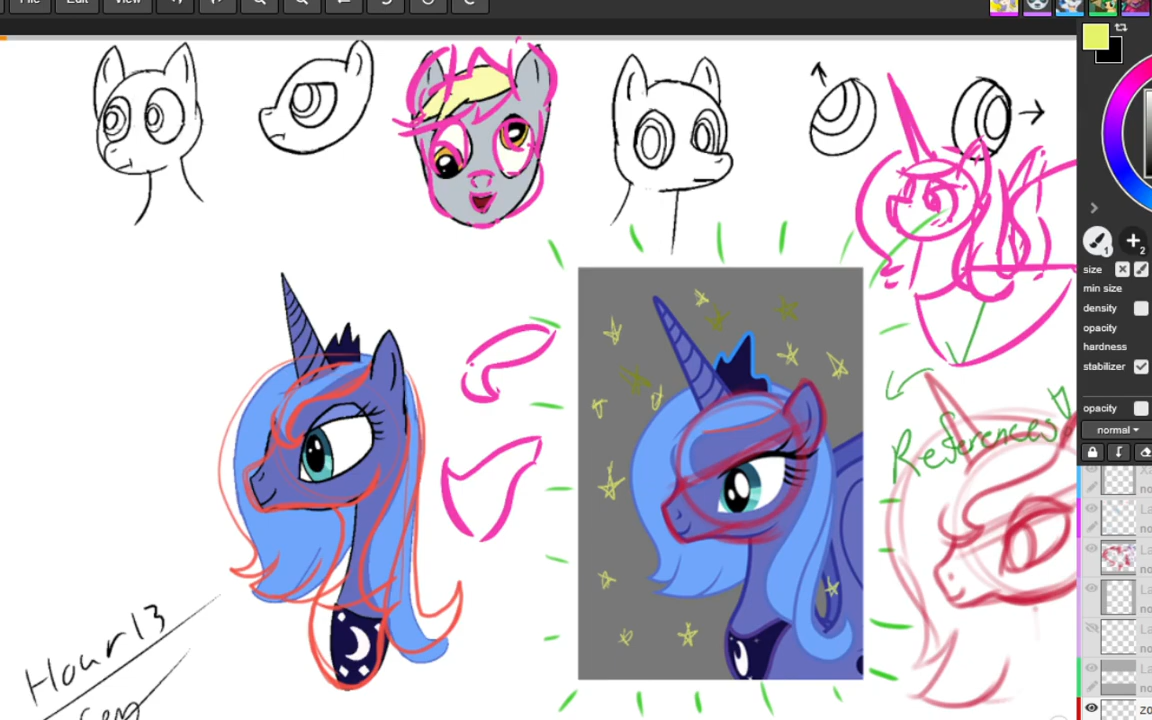 File Edit View
size
min size
density
opacity
hardness
stabilizer
opacity
normal
References
Hour 13